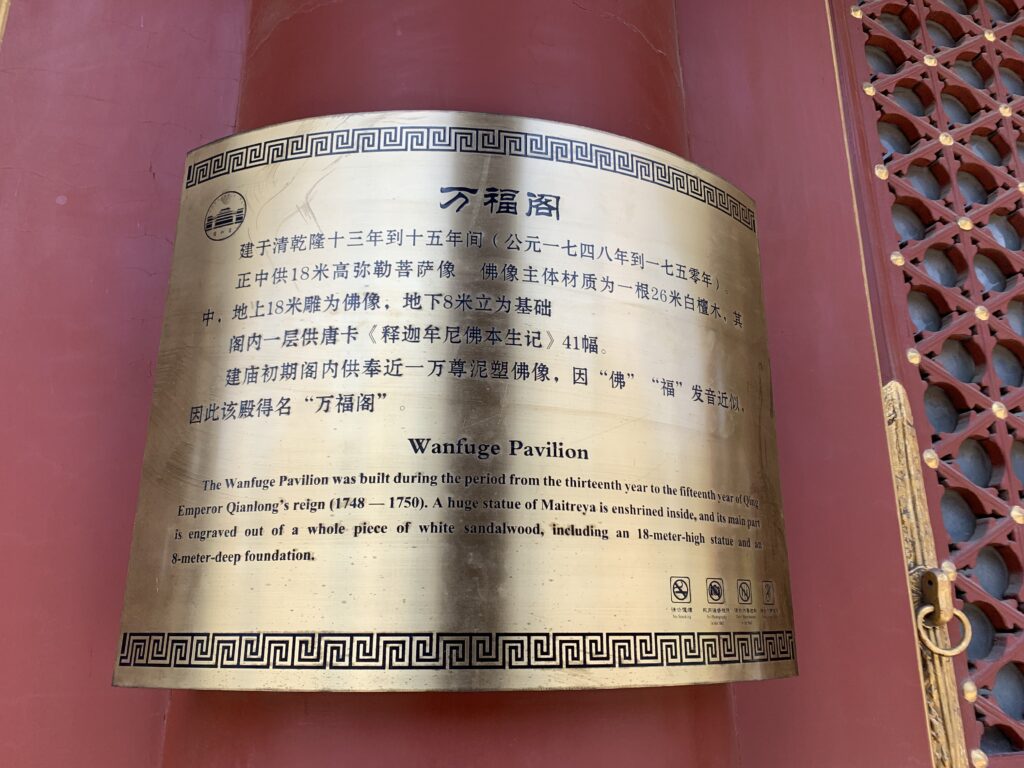 万福阁
建于清乾隆十三年到十五年间（公元一七四八年到一七五零年）。
正中供18米高弥勒菩萨像 佛像主体材质为一根26米白檀木，其
中，地上18米雕为佛像，地下8米立为基础
阁内一层供唐卡《释迦牟尼佛本生记》41幅。
建庙初期阁内供奉近一万尊泥塑佛像，因“佛”“福”发音近似，
因此该殿得名“万福阁”。
Wanfuge Pavilion
The Wanfuge Pavilion was built during the period from the thirteenth year to the fifteenth year of Qing
Emperor Qianlong's reign (1748 — 1750). A huge statue of Maitreya is enshrined inside, and its main part
is engraved out of a whole piece of white sandalwood, including an 18-meter-high statue and an
8-meter-deep foundation.